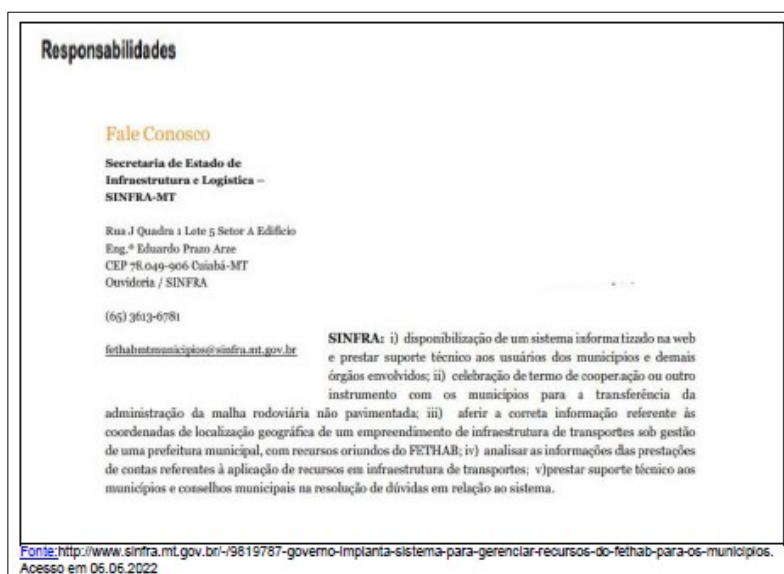 Responsabilidades
Fale Conosco
Secretaria de Estado de
Infraestrutura e Logística –
SINFRA-MT
Rua J Quadra 1 Lote 5 Setor A Edifício
Eng.º Eduardo Prazo Arze
CEP 78.049-906 Cuiabá-MT
Ouvidoria / SINFRA
(65) 3613-6781
fethabmtmunicipios@sinfra.mt.gov.br
SINFRA: i) disponibilização de um sistema informatizado na web
e prestar suporte técnico aos usuários dos municípios e demais
órgãos envolvidos; ii) celebração de termo de cooperação ou outro
instrumento com os municípios para a transferência da
administração da malha rodoviária não pavimentada; iii) aferir a correta informação referente às
coordenadas de localização geográfica de um empreendimento de infraestrutura de transportes sob gestão
de uma prefeitura municipal, com recursos oriundos do FETHAB; iv) analisar as informações das prestações
de contas referentes à aplicação de recursos em infraestrutura de transportes; v)prestar suporte técnico aos
municípios e conselhos municipais na resolução de dúvidas em relação ao sistema.
Fonte:http://www.sinfra.mt.gov.br/-/9819787-governo-implanta-sistema-para-gerenciar-recursos-do-fethab-para-os-municipios.
Acesso em 06.06.2022